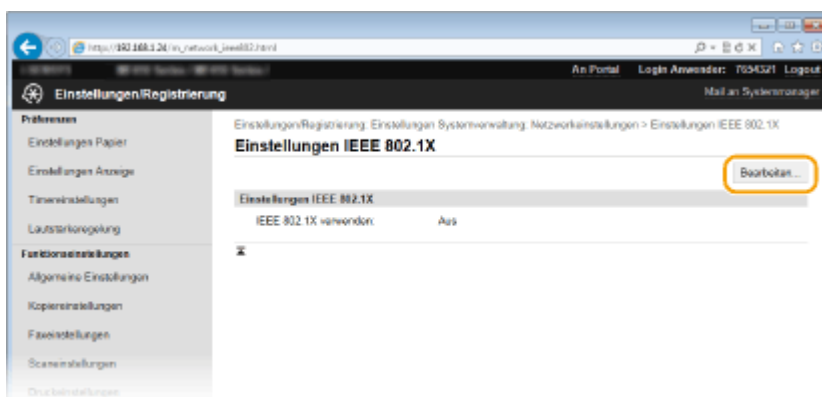 http://192.168.1.24/m_network_ieee802.html
An Portal Login Anwender: 7654321 Logout
Einstellungen/Registrierung Mail an Systemmanager
Präferenzen
Einstellungen/Registrierung: Einstellungen Systemverwaltung: Netzwerkeinstellungen > Einstellungen IEEE 802.1X
Einstellungen Papier
Einstellungen IEEE 802.1X
Einstellungen Anzeige
Bearbeiten...
Timereinstellungen
Einstellungen IEEE 802.1X
IEEE 802.1X verwenden: Aus
Lautstärkeregelung
Funktionseinstellungen
Allgemeine Einstellungen
Kopiereinstellungen
Faxeinstellungen
Scaneinstellungen
Druckeinstellungen